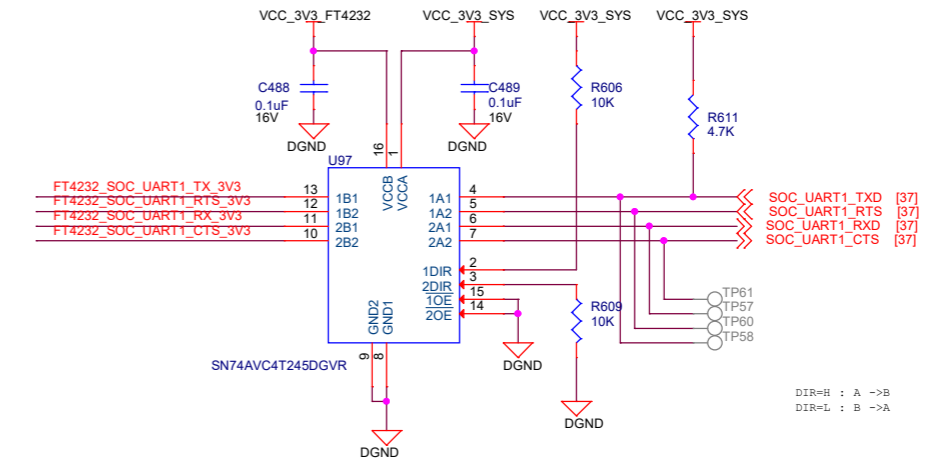 VCC_3V3_FT4232 VCC_3V3_SYS VCC_3V3_SYS VCC_3V3_SYS
C488
0.1uF
16V
DGND
C489
0.1uF
16V
DGND
R606
10K
R611
4.7K
U97
16 1
VCCB VCCA
FT4232_SOC_UART1_TX_3V3 13 1B1 1A1 4 SOC_UART1_TXD [37]
FT4232_SOC_UART1_RTS_3V3 12 1B2 1A2 5 SOC_UART1_RTS [37]
FT4232_SOC_UART1_RX_3V3 11 2B1 2A1 6 SOC_UART1_RXD [37]
FT4232_SOC_UART1_CTS_3V3 10 2B2 2A2 7 SOC_UART1_CTS [37]
1DIR 2
2DIR 3
1OE 15
2OE 14
GND2 GND1
9 8
SN74AVC4T245DGVR
DGND
DGND
R609
10K
DGND
TP61
TP57
TP60
TP58
DIR=H : A ->B
DIR=L : B ->A